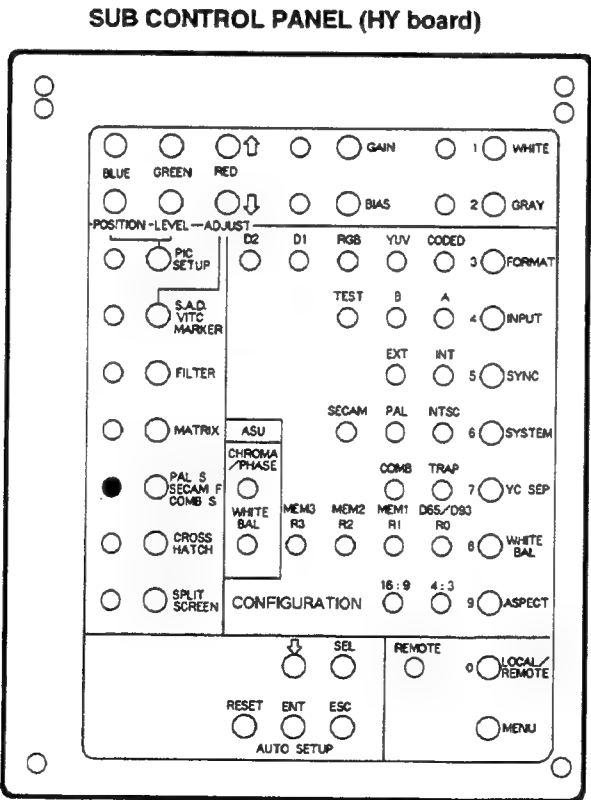 SUB CONTROL PANEL (HY board)
GAIN 1 WHITE
BLUE GREEN RED
BIAS 2 GRAY
POSITION LEVEL ADJUST
D2 D1 RGB YUV CODED
PIC
SETUP
3 FORMAT
TEST B A
S.A.D.
VITC
MARKER
4 INPUT
EXT INT
FILTER
5 SYNC
SECAM PAL NTSC
MATRIX
ASU
6 SYSTEM
CHROMA
/PHASE
COMB TRAP
PAL S
SECAM F
COMB S
7 YC SEP
WHITE
BAL
MEM3 MEM2 MEM1 D65/D93
R3 R2 R1 R0
CROSS
HATCH
8 WHITE
BAL
16:9 4:3
SPLIT
SCREEN
CONFIGURATION
9 ASPECT
SEL REMOTE
0 LOCAL/
REMOTE
RESET ENT ESC
MENU
AUTO SETUP